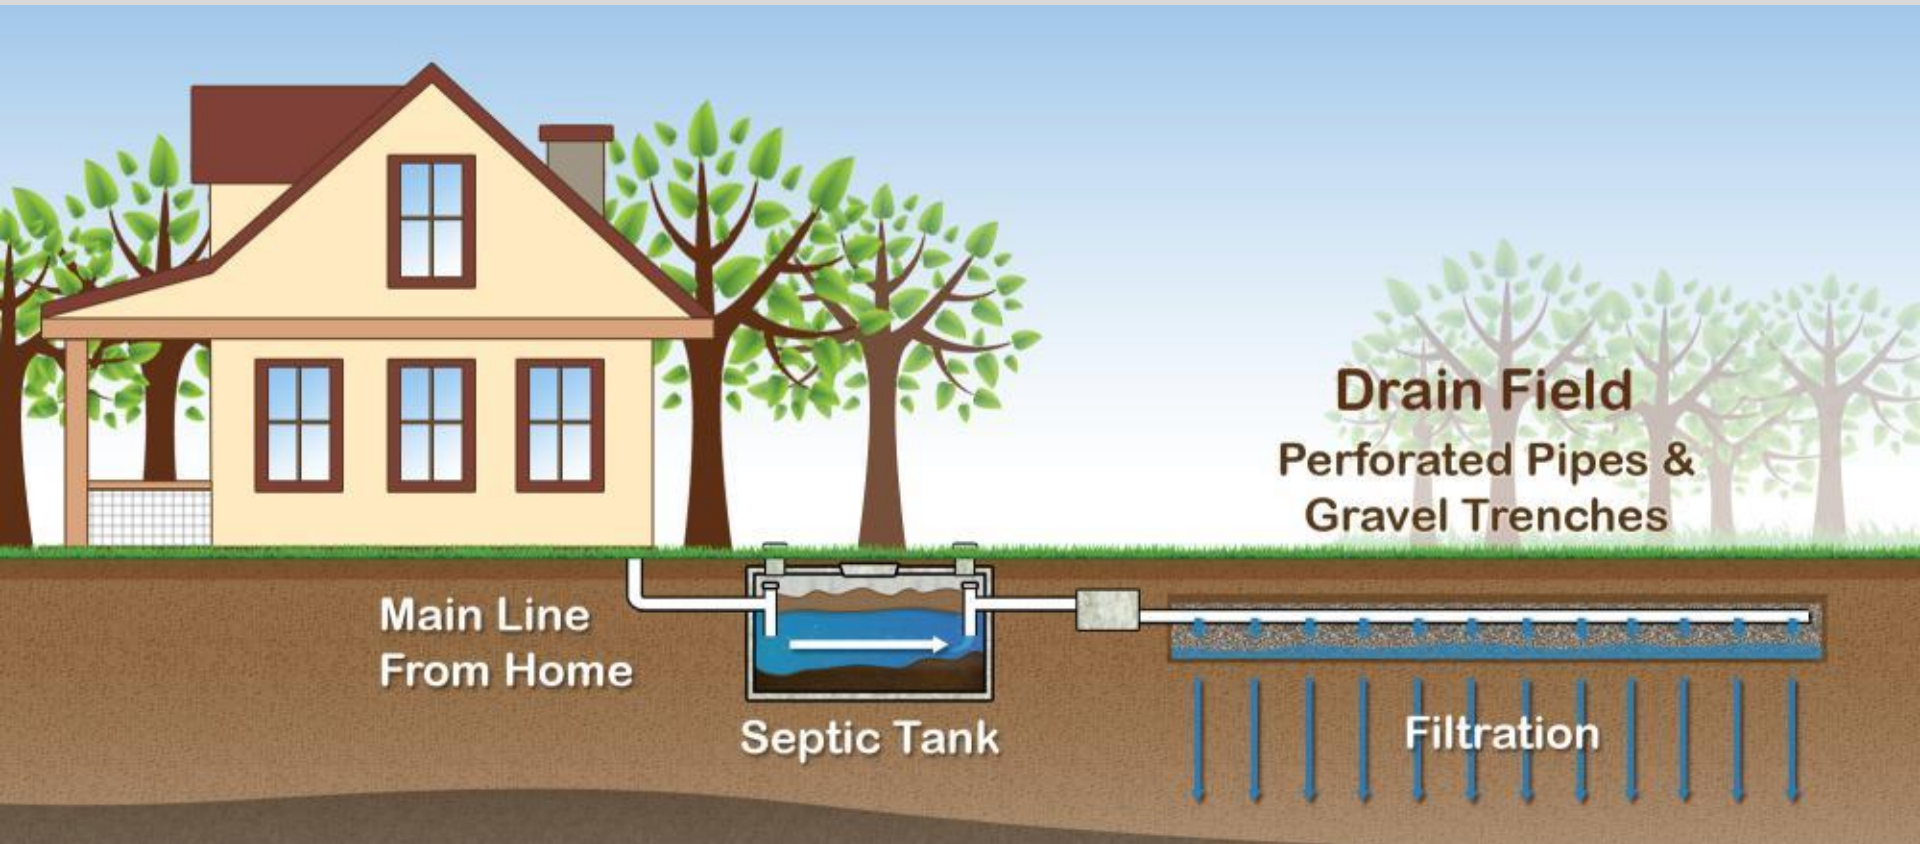 Drain Field
Perforated Pipes &
Gravel Trenches
Main Line
From Home
Septic Tank
Filtration